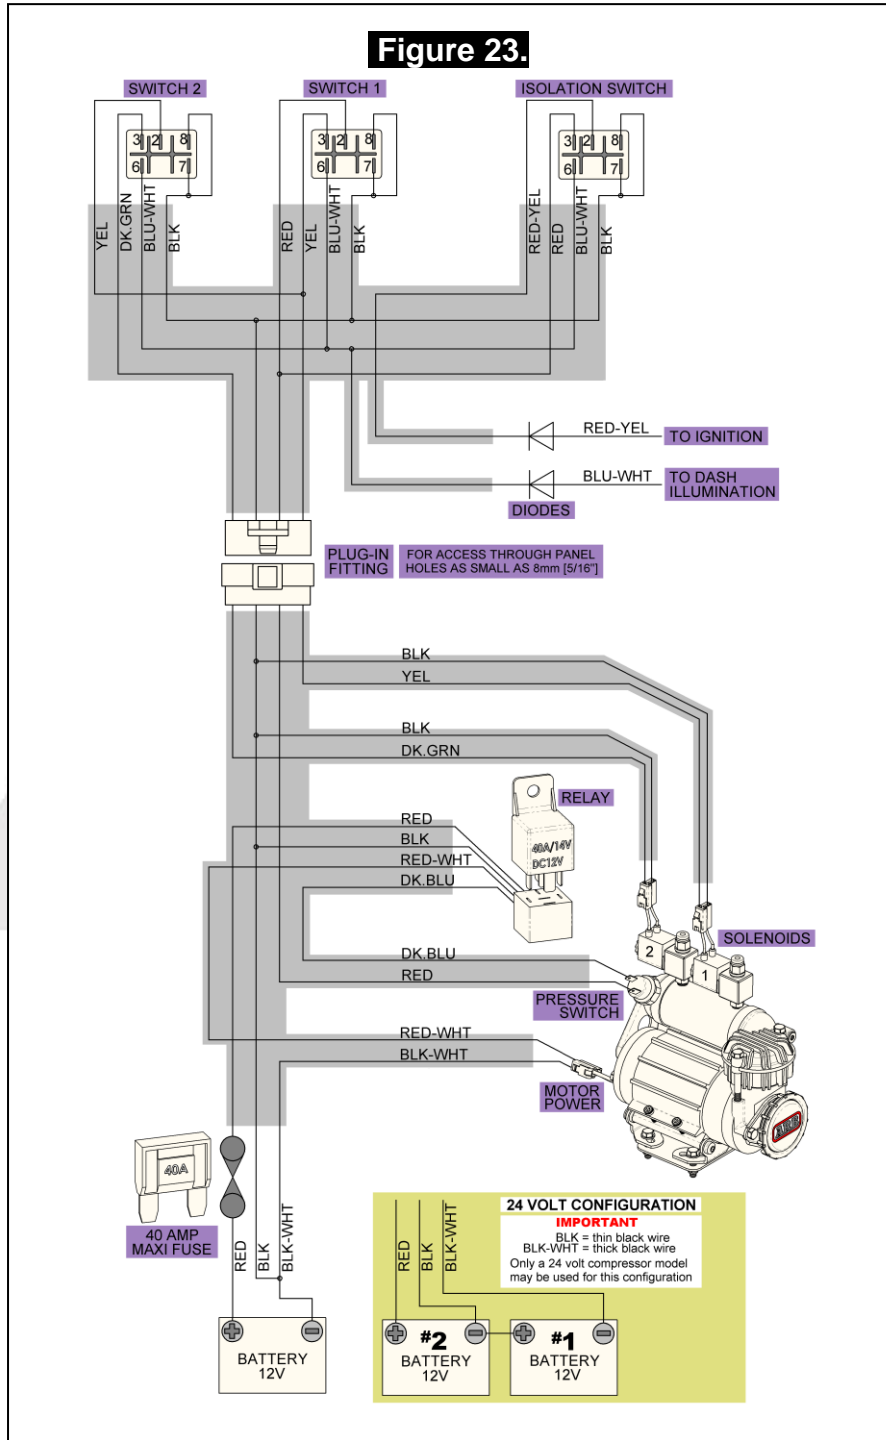 Figure 23.
SWITCH 2
SWITCH 1
ISOLATION SWITCH
3 2 8
6 7
3 2 8
6 7
3 2 8
6 7
YEL
DK.GRN
BLU-WHT
BLK
RED
YEL
BLU-WHT
BLK
RED-YEL
RED
BLU-WHT
BLK
RED-YEL
TO IGNITION
BLU-WHT
TO DASH
ILLUMINATION
DIODES
PLUG-IN
FITTING
FOR ACCESS THROUGH PANEL
HOLES AS SMALL AS 8mm [5/16"]
BLK
YEL
BLK
DK.GRN
RELAY
40A/14V
DC12V
RED
BLK
RED-WHT
DK.BLU
SOLENOIDS
2
1
DK.BLU
RED
PRESSURE
SWITCH
RED-WHT
BLK-WHT
MOTOR
POWER
ARB
40A
40 AMP
MAXI FUSE
RED
BLK
BLK-WHT
BATTERY
12V
24 VOLT CONFIGURATION
IMPORTANT
BLK = thin black wire
BLK-WHT = thick black wire
Only a 24 volt compressor model
may be used for this configuration
RED
BLK
BLK-WHT
#2
BATTERY
12V
#1
BATTERY
12V